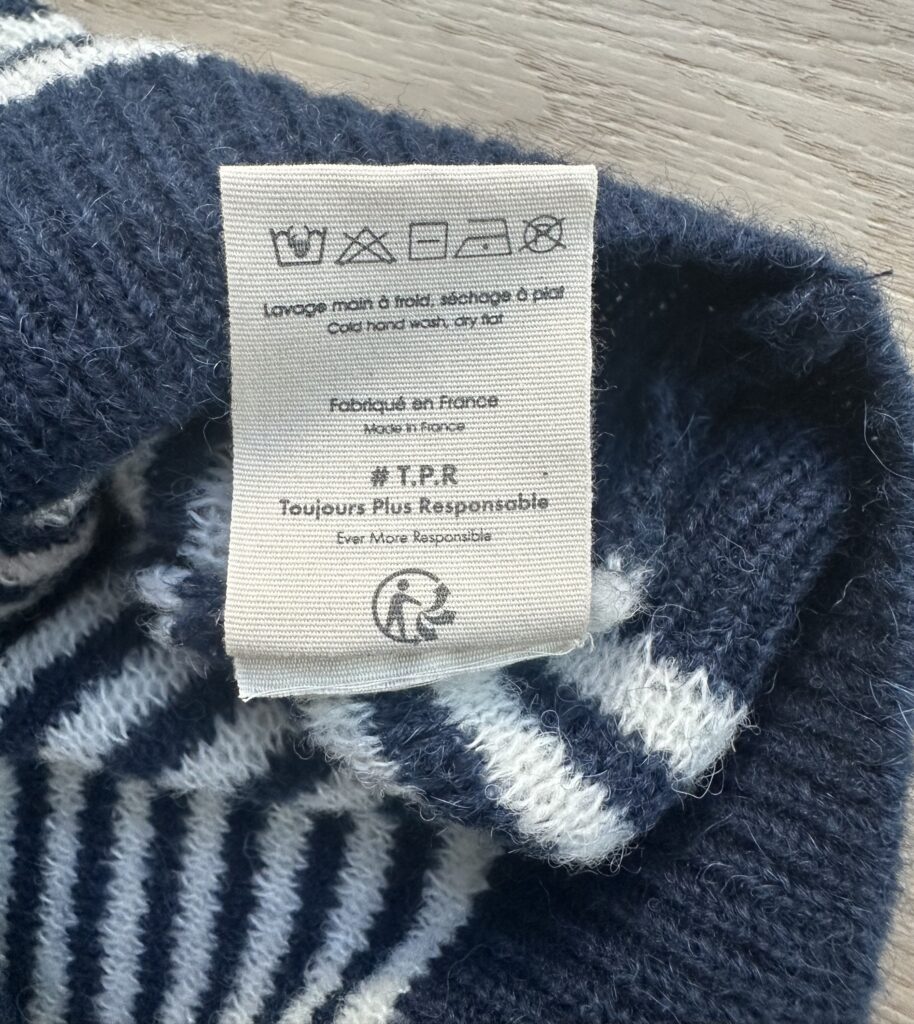 Lavage main à froid, séchage à plat
Cold hand wash, dry flat
Fabriqué en France
Made in France
# T.P.R
Toujours Plus Responsable
Ever More Responsible